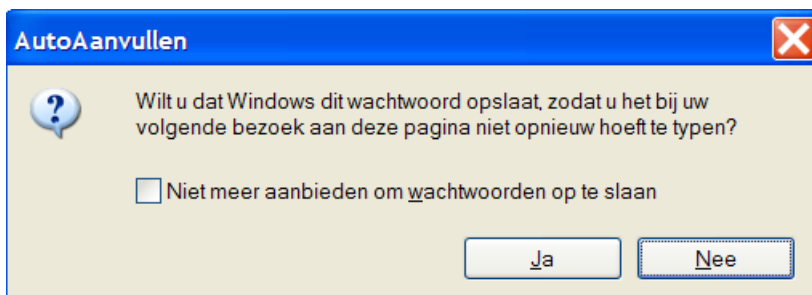 AutoAanvullen
Wilt u dat Windows dit wachtwoord opslaat, zodat u het bij uw
volgende bezoek aan deze pagina niet opnieuw hoeft te typen?
Niet meer aanbieden om wachtwoorden op te slaan
Ja
Nee